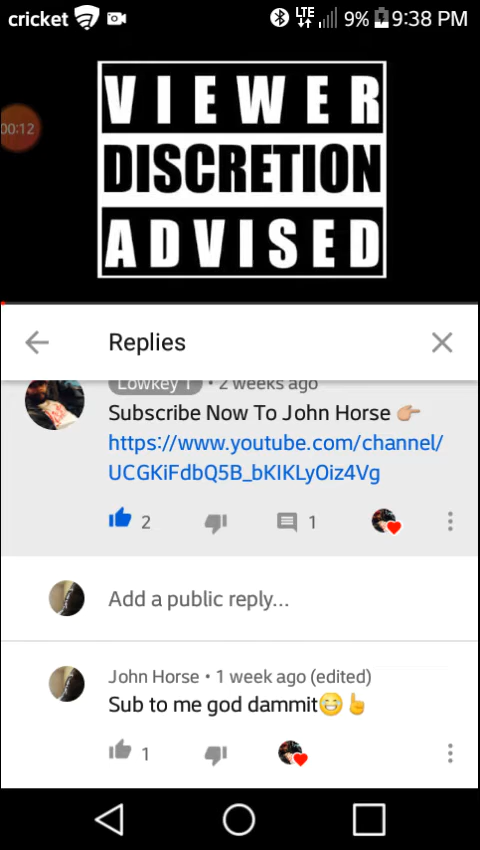 cricket LTE 9% 9:38 PM
00:12
VIEWER
DISCRETION
ADVISED
Replies
Lowkey T • 2 weeks ago
Subscribe Now To John Horse 👉🏼
https://www.youtube.com/channel/
UCGKiFdbQ5B_bKIKLyOiz4Vg
2 1
Add a public reply...
John Horse • 1 week ago (edited)
Sub to me god dammit😂👆
1